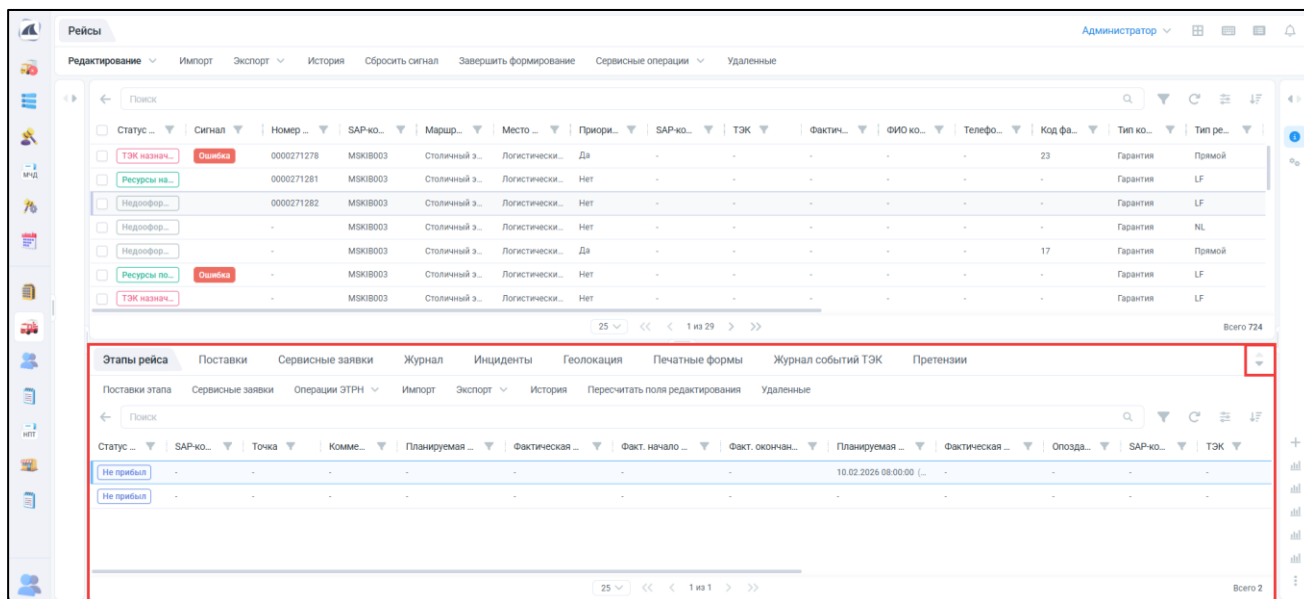 Рейсы Администратор
Редактирование Импорт Экспорт История Сбросить сигнал Завершить формирование Сервисные операции Удаленные
Поиск
Статус ... Сигнал Номер ... SAP-ко... Маршр... Место ... Приори... SAP-ко... ТЭК Фактич... ФИО ко... Телефо... Код фа... Тип ко... Тип ре...
ТЭК назнач... Ошибка 0000271278 MSKIB003 Столичный э... Логистически... Да - - - - - 23 Гарантия Прямой
Ресурсы на... 0000271281 MSKIB003 Столичный э... Логистически... Нет - - - - - - Гарантия LF
Недоофор... 0000271282 MSKIB003 Столичный э... Логистически... Нет - - - - - - Гарантия LF
Недоофор... - MSKIB003 Столичный э... Логистически... Нет - - - - - - Гарантия NL
Недоофор... - MSKIB003 Столичный э... Логистически... Да - - - - - 17 Гарантия Прямой
Ресурсы по... Ошибка - MSKIB003 Столичный э... Логистически... Нет - - - - - - Гарантия LF
ТЭК назнач... - MSKIB003 Столичный э... Логистически... Нет - - - - - - Гарантия LF
25 << < 1 из 29 > >> Всего 724
Этапы рейса Поставки Сервисные заявки Журнал Инциденты Геолокация Печатные формы Журнал событий ТЭК Претензии
Поставки этапа Сервисные заявки Операции ЭТРН Импорт Экспорт История Пересчитать поля редактирования Удаленные
Поиск
Статус ... SAP-ко... Точка Комме... Планируемая ... Фактическая ... Факт. начало ... Факт. окончан... Планируемая ... Фактическая ... Опозда... SAP-ко... ТЭК
Не прибыл - - - - - - - 10.02.2026 08:00:00 (... - - - -
Не прибыл - - - - - - - - - - - -
25 << < 1 из 1 > >> Всего 2
МЧД
НПТ